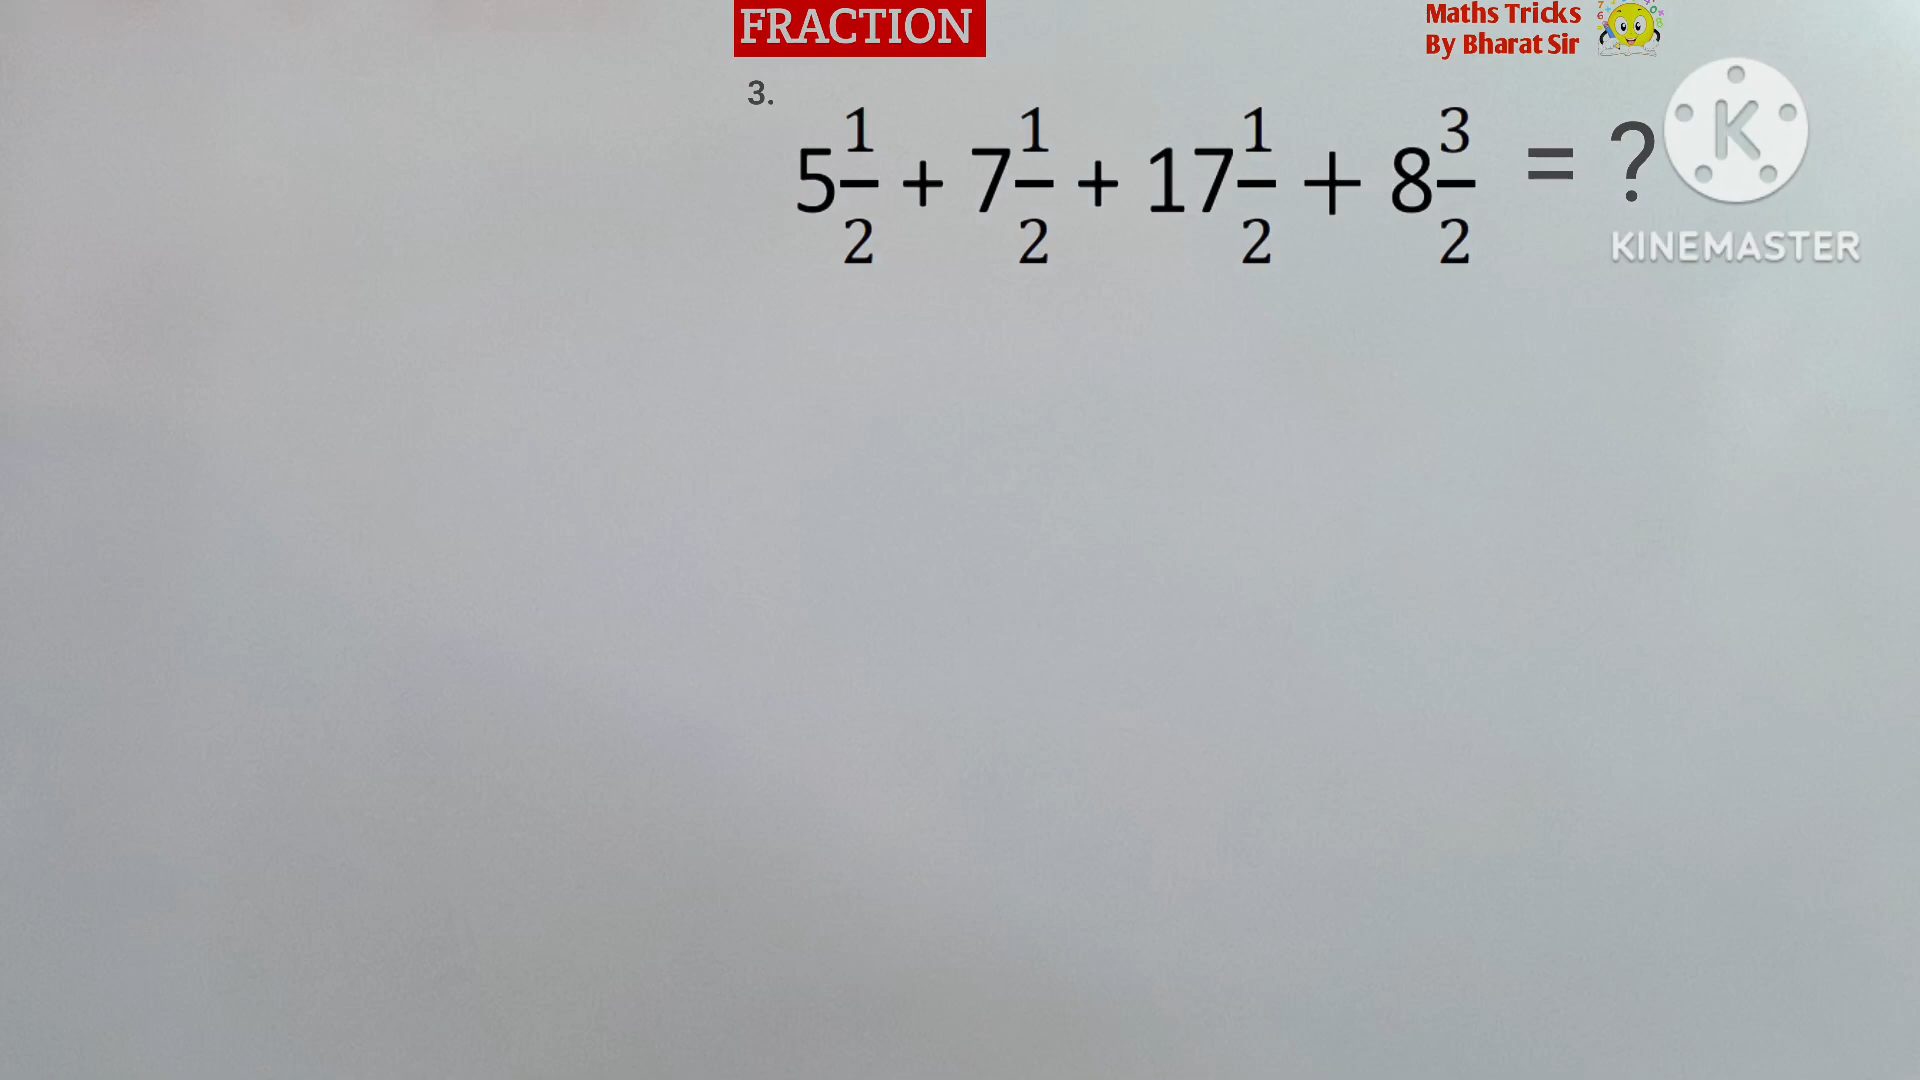 FRACTION
Maths Tricks
By Bharat Sir
3.
5 1/2 + 7 1/2 + 17 1/2 + 8 3/2 = ?
K
KINEMASTER